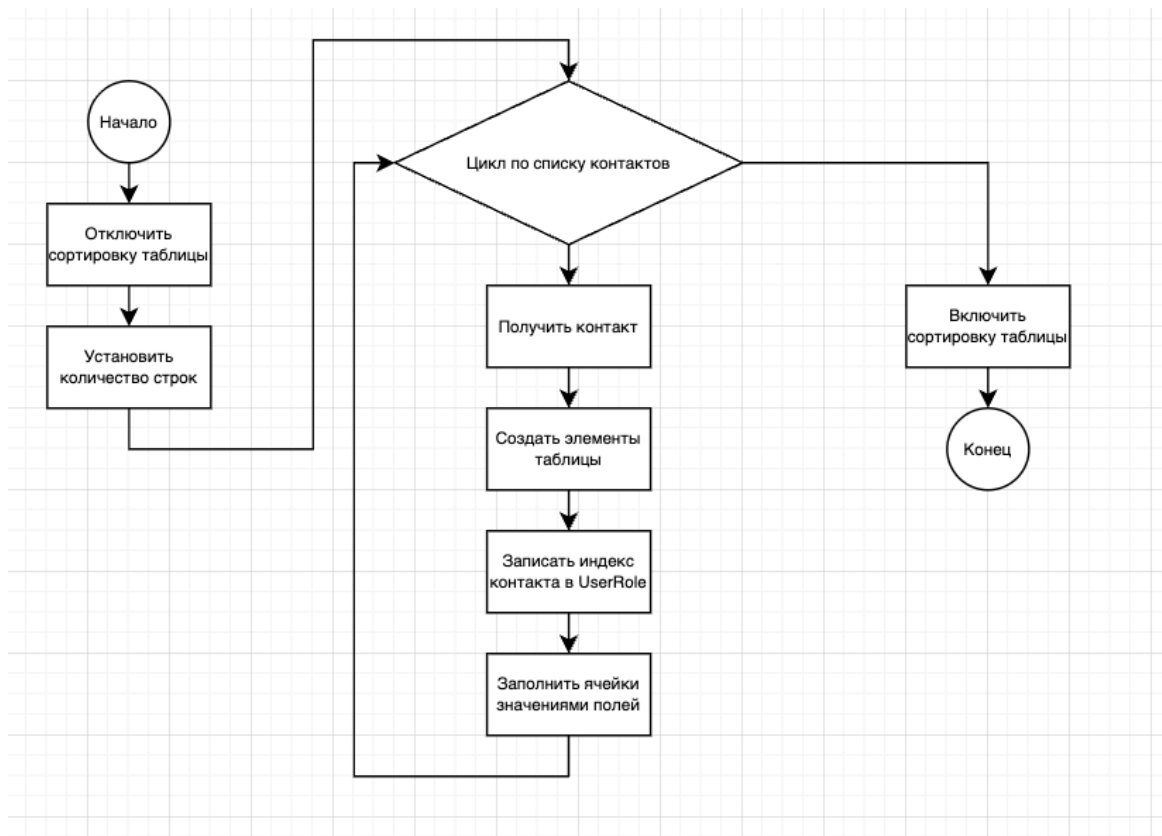 Начало
Отключить
сортировку таблицы
Установить
количество строк
Цикл по списку контактов
Получить контакт
Создать элементы
таблицы
Записать индекс
контакта в UserRole
Заполнить ячейки
значениями полей
Включить
сортировку таблицы
Конец